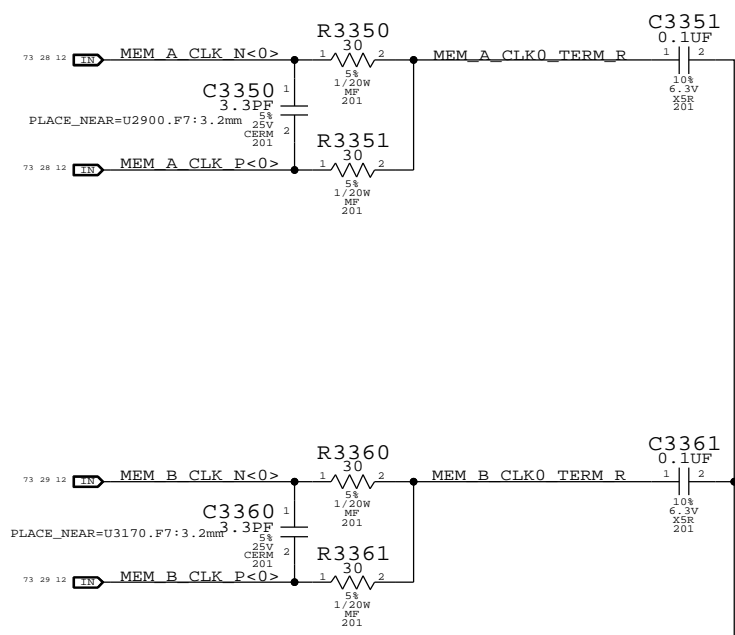 R3350
C3351
30
0.1UF
73 28 12 IN MEM_A_CLK_N<0> 1 2 MEM_A_CLK0_TERM_R 1 2
5%
1/20W
MF
201
10%
6.3V
X5R
201
C3350 1
3.3PF
5%
25V
CERM 2
201
PLACE_NEAR=U2900.F7:3.2mm
R3351
30
73 28 12 IN MEM_A_CLK_P<0> 1 2
5%
1/20W
MF
201
R3360
C3361
30
0.1UF
73 29 12 IN MEM_B_CLK_N<0> 1 2 MEM_B_CLK0_TERM_R 1 2
5%
1/20W
MF
201
10%
6.3V
X5R
201
C3360 1
3.3PF
5%
25V
CERM 2
201
PLACE_NEAR=U3170.F7:3.2mm
R3361
30
73 29 12 IN MEM_B_CLK_P<0> 1 2
5%
1/20W
MF
201